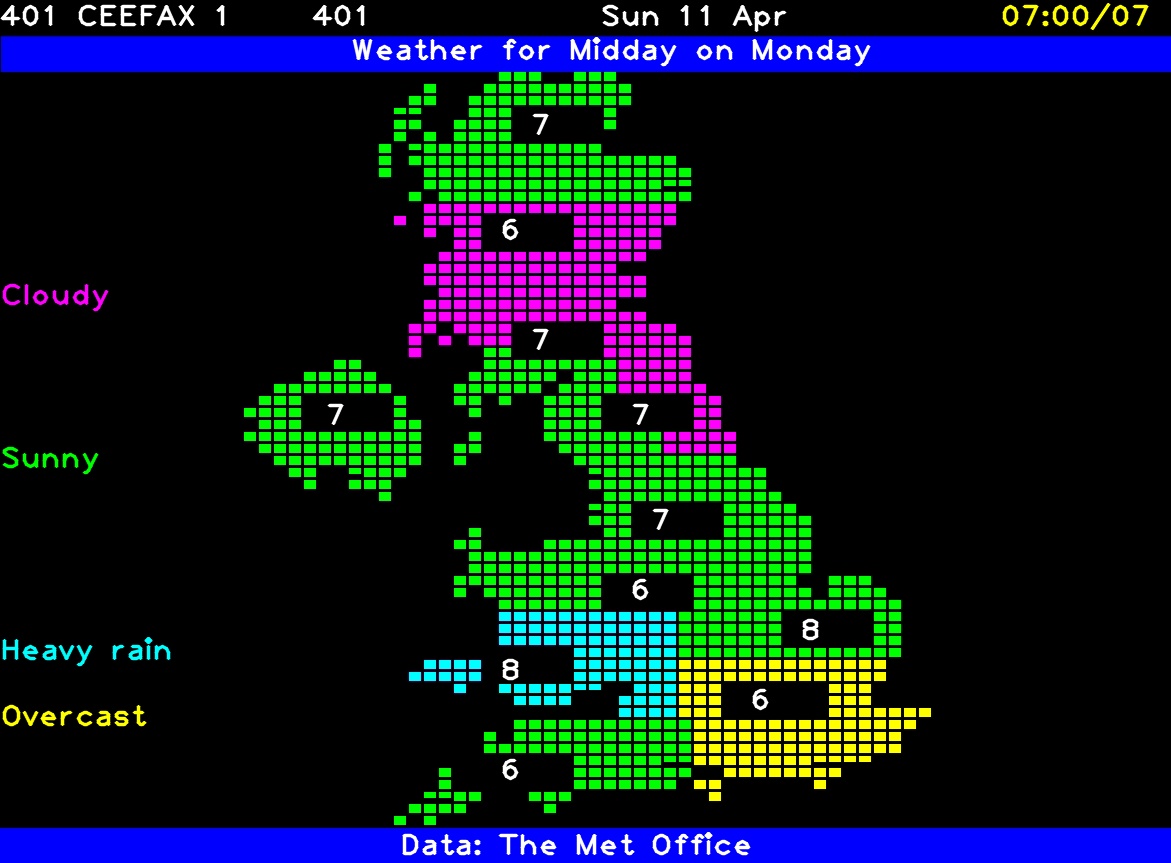 401 CEEFAX 1 401 Sun 11 Apr 07:00/07
Weather for Midday on Monday
7
6
Cloudy
7
7 7
Sunny
7
6
8
Heavy rain
8
6
Overcast
6
Data: The Met Office